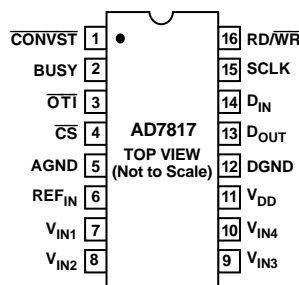 CONVST 1
BUSY 2
OTI 3
CS 4
AGND 5
REFIN 6
VIN1 7
VIN2 8
AD7817
TOP VIEW
(Not to Scale)
16 RD/WR
15 SCLK
14 DIN
13 DOUT
12 DGND
11 VDD
10 VIN4
9 VIN3